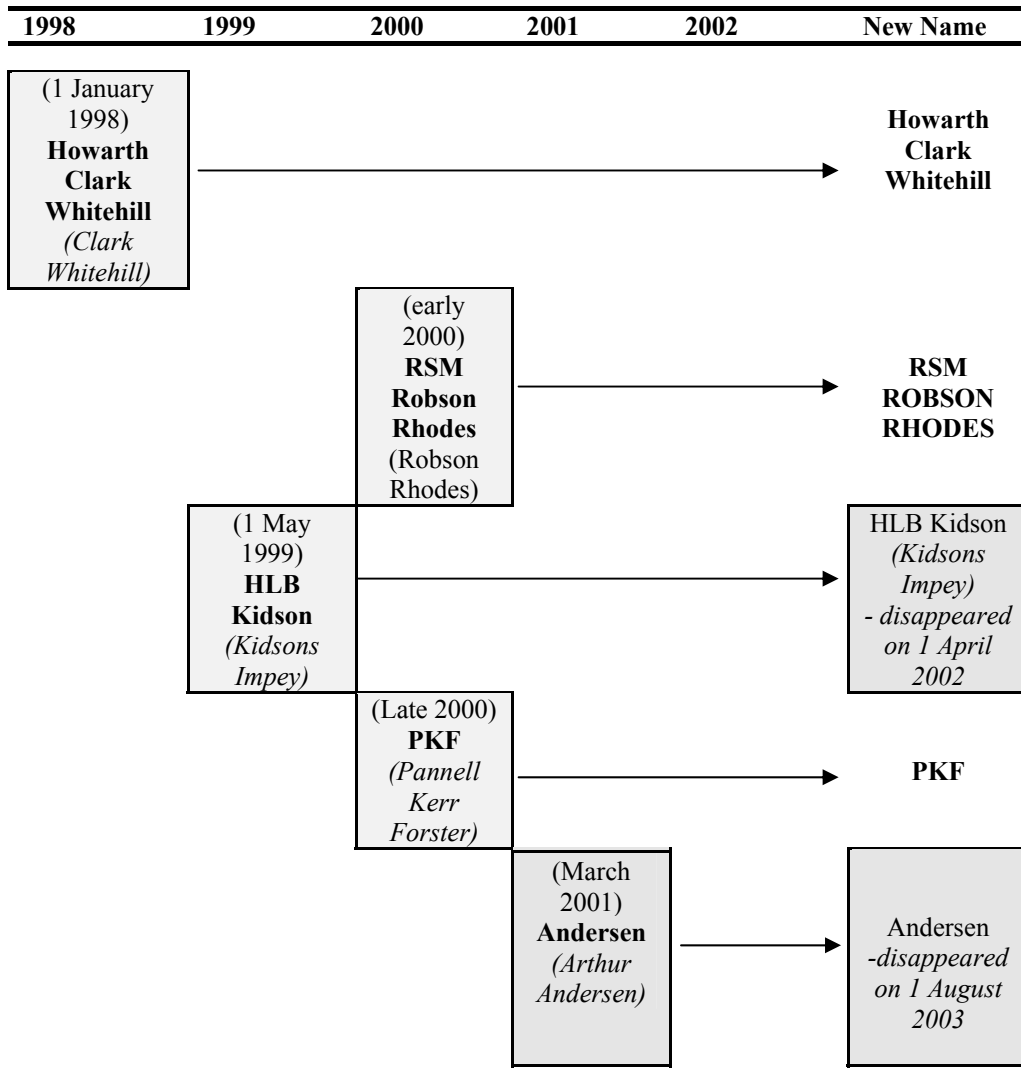 1998 1999 2000 2001 2002 New Name
(1 January
1998)
Howarth
Clark
Whitehill
(Clark
Whitehill)
Howarth
Clark
Whitehill
(early
2000)
RSM
Robson
Rhodes
(Robson
Rhodes)
RSM
ROBSON
RHODES
(1 May
1999)
HLB
Kidson
(Kidsons
Impey)
HLB Kidson
(Kidsons
Impey)
- disappeared
on 1 April
2002
(Late 2000)
PKF
(Pannell
Kerr
Forster)
PKF
(March
2001)
Andersen
(Arthur
Andersen)
Andersen
-disappeared
on 1 August
2003